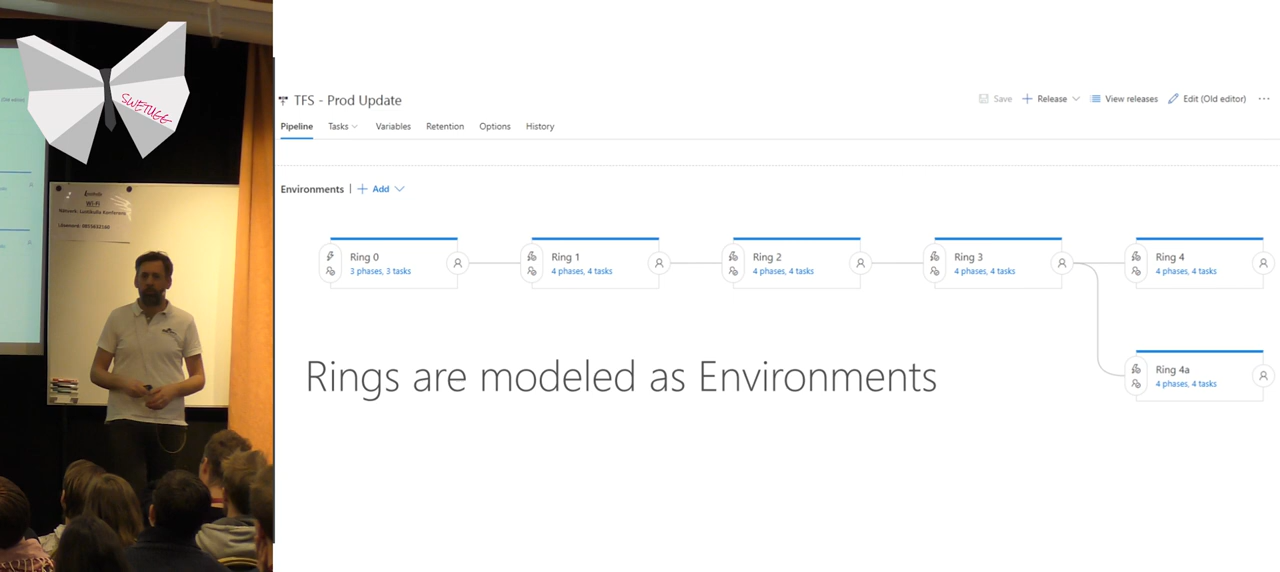 SWETUGG
Wi-Fi
TFS - Prod Update
Save
Release
View releases
Edit (Old editor)
Pipeline
Tasks
Variables
Retention
Options
History
Environments | + Add
Ring 0
3 phases, 3 tasks
Ring 1
4 phases, 4 tasks
Ring 2
4 phases, 4 tasks
Ring 3
4 phases, 4 tasks
Ring 4
4 phases, 4 tasks
Rings are modeled as Environments
Ring 4a
4 phases, 4 tasks